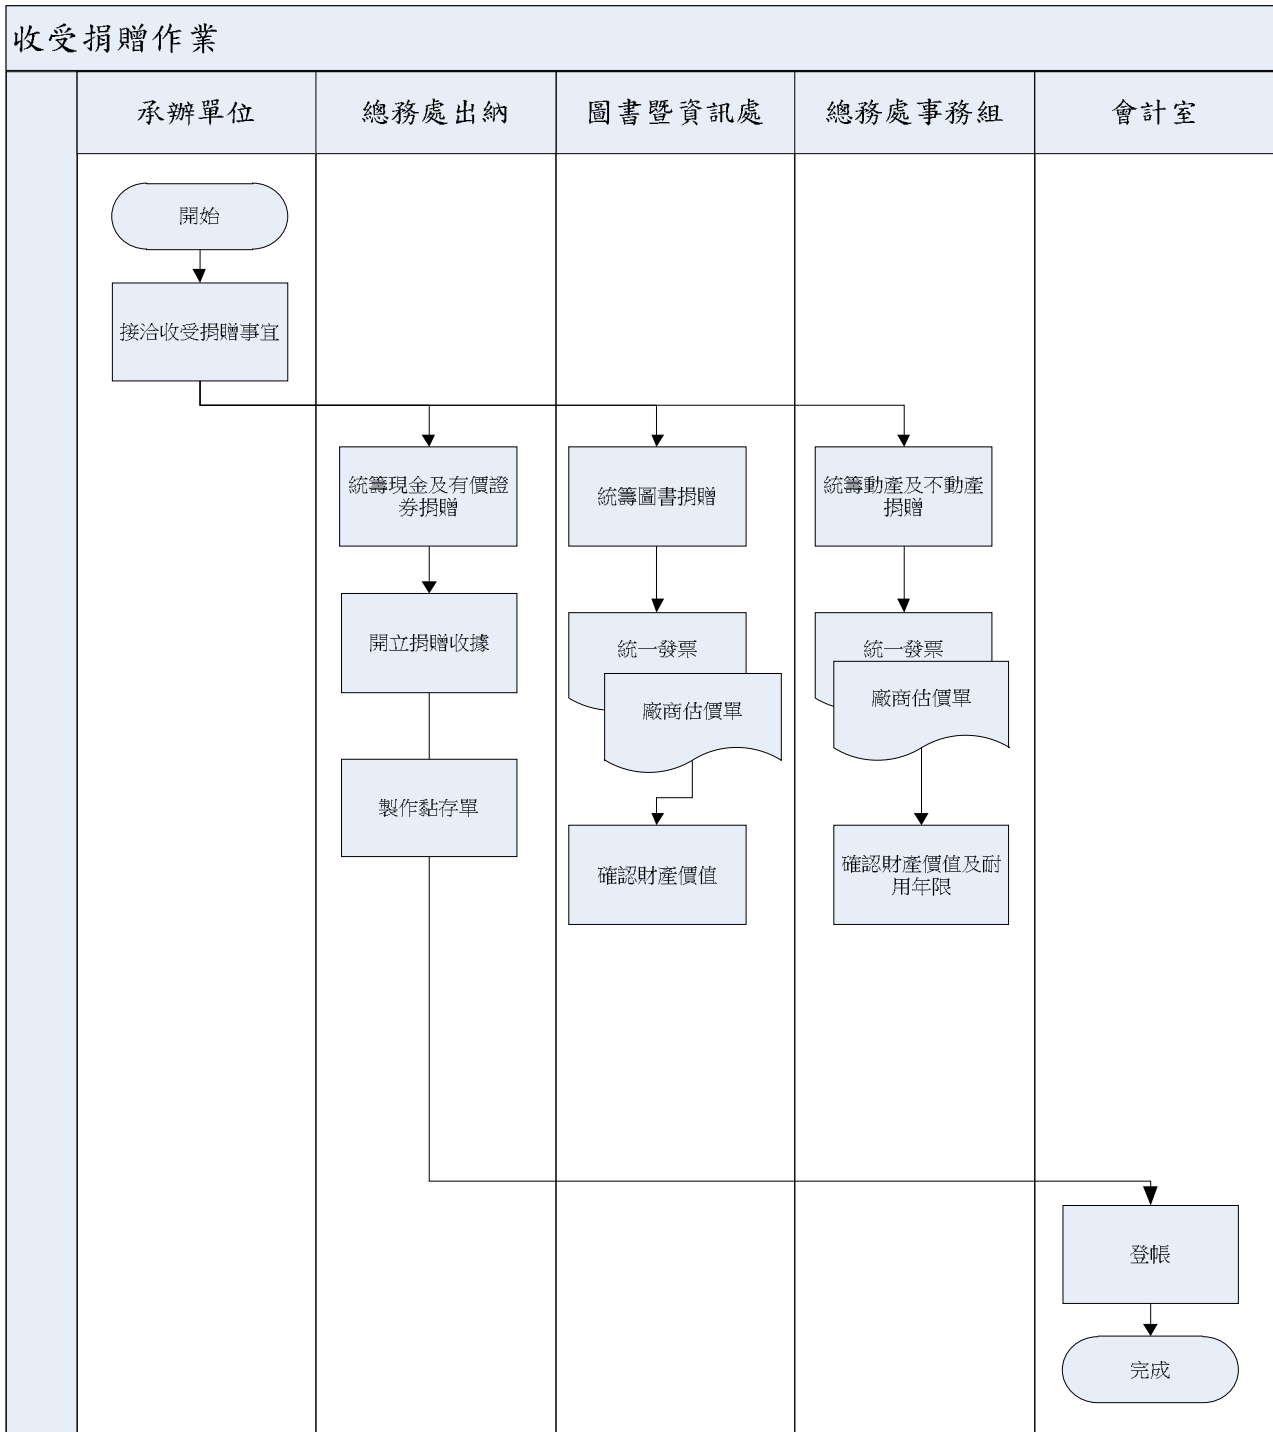 收受捐贈作業
承辦單位
總務處出納
圖書暨資訊處
總務處事務組
會計室
開始
接洽收受捐贈事宜
統籌現金及有價證
券捐贈
統籌圖書捐贈
統籌動產及不動產
捐贈
開立捐贈收據
統一發票
廠商估價單
統一發票
廠商估價單
製作黏存單
確認財產價值
確認財產價值及耐
用年限
登帳
完成